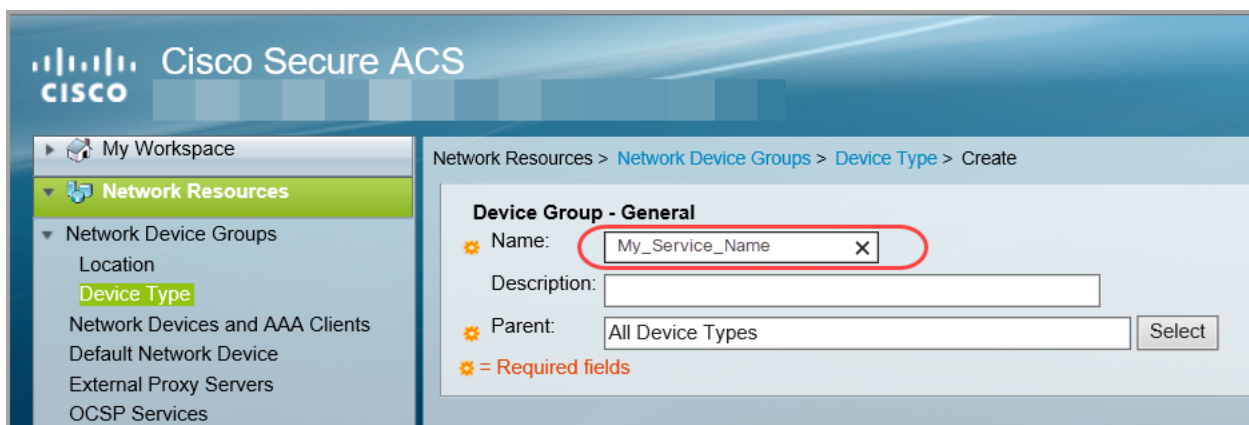 Cisco Secure ACS
CISCO
My Workspace
Network Resources
Network Device Groups
Location
Device Type
Network Devices and AAA Clients
Default Network Device
External Proxy Servers
OCSP Services
Network Resources > Network Device Groups > Device Type > Create
Device Group - General
Name: My_Service_Name
Description:
Parent: All Device Types Select
= Required fields